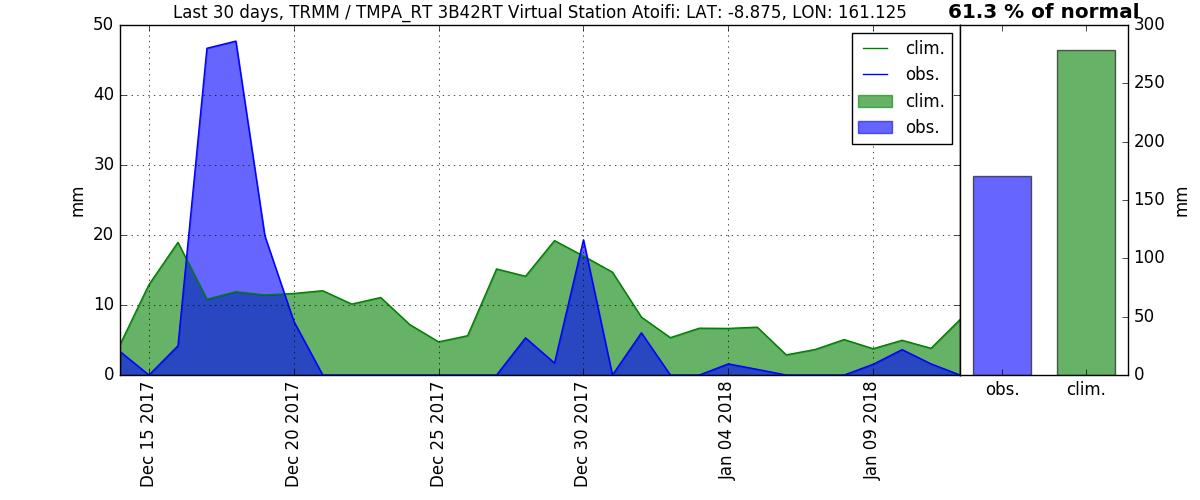 Last 30 days, TRMM / TMPA_RT 3B42RT Virtual Station Atoifi: LAT: -8.875, LON: 161.125
61.3 % of normal
50
40
30
20
10
0
mm
clim.
obs.
clim.
obs.
Dec 15 2017
Dec 20 2017
Dec 25 2017
Dec 30 2017
Jan 04 2018
Jan 09 2018
300
250
200
150
100
50
0
mm
obs.
clim.